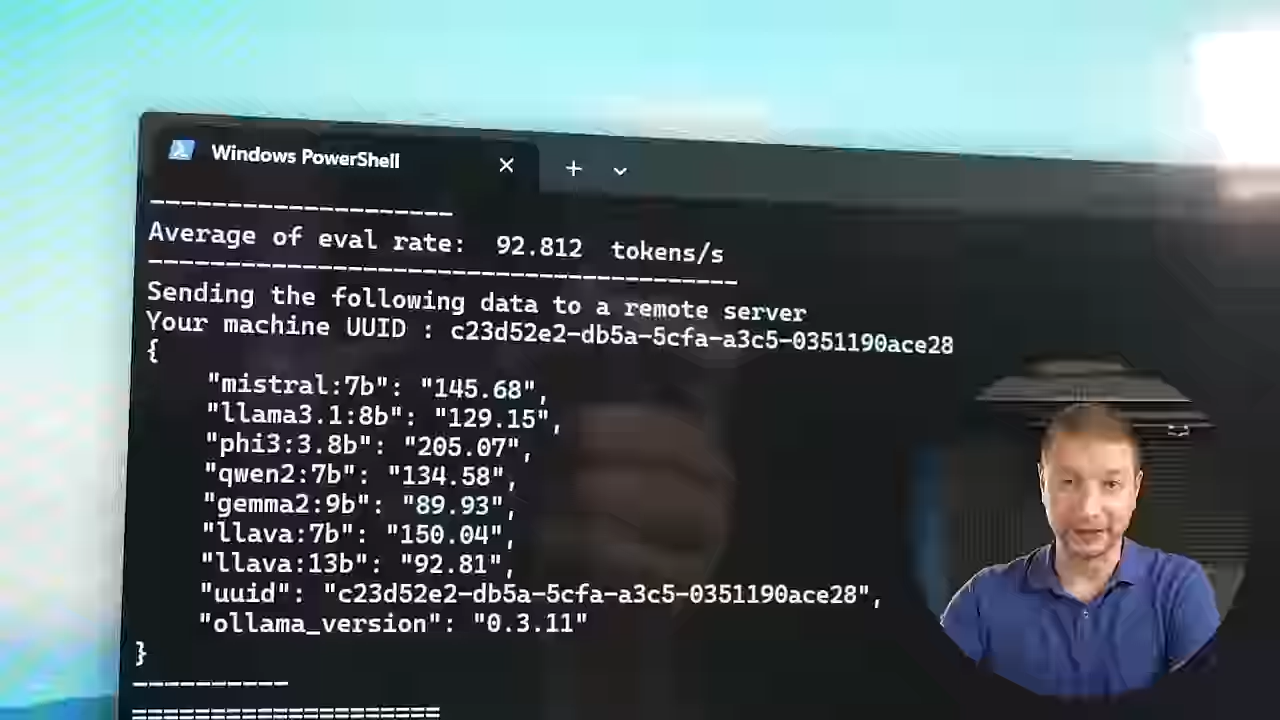 Windows PowerShell
-------------------
Average of eval rate:  92.812  tokens/s
-------------------------------------
Sending the following data to a remote server
Your machine UUID : c23d52e2-db5a-5cfa-a3c5-0351190ace28
{
    "mistral:7b": "145.68",
    "llama3.1:8b": "129.15",
    "phi3:3.8b": "205.07",
    "qwen2:7b": "134.58",
    "gemma2:9b": "89.93",
    "llava:7b": "150.04",
    "llava:13b": "92.81",
    "uuid": "c23d52e2-db5a-5cfa-a3c5-0351190ace28",
    "ollama_version": "0.3.11"
}
----------
===================